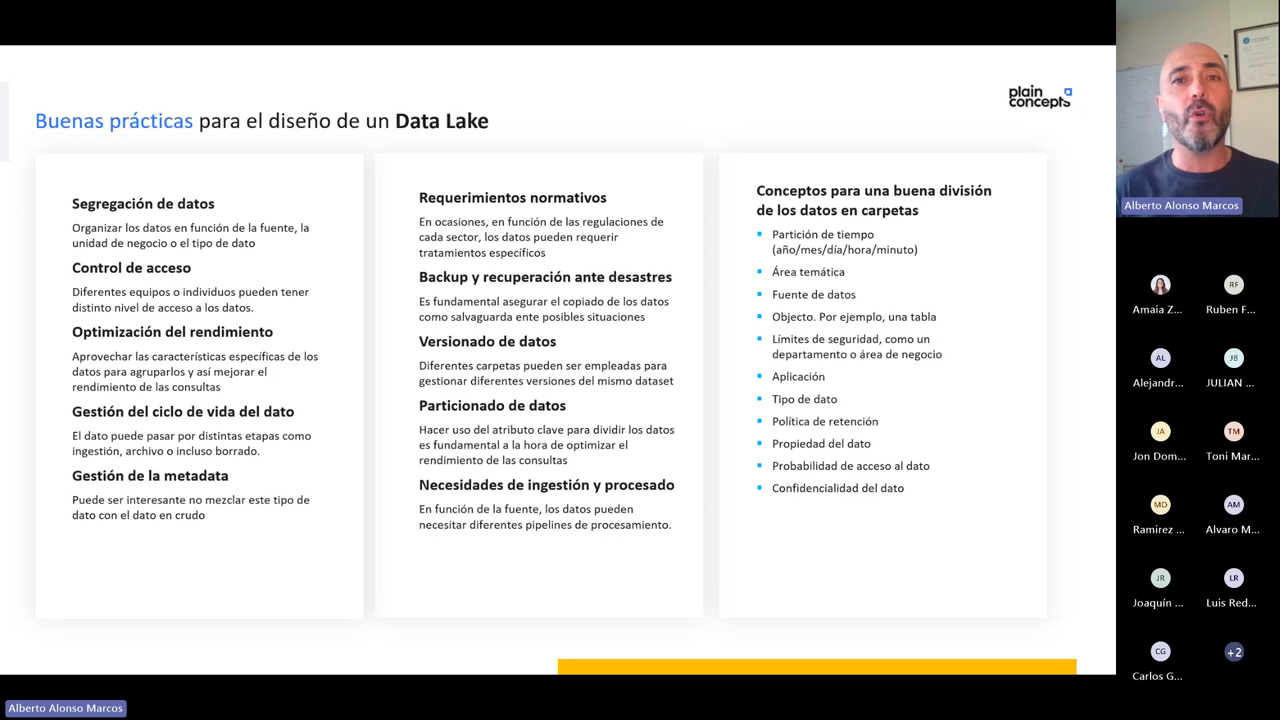 plain
concepts
Buenas prácticas para el diseño de un Data Lake
Segregación de datos
Organizar los datos en función de la fuente, la
unidad de negocio o el tipo de dato
Control de acceso
Diferentes equipos o individuos pueden tener
distinto nivel de acceso a los datos.
Optimización del rendimiento
Aprovechar las características específicas de los
datos para agruparlos y así mejorar el
rendimiento de las consultas
Gestión del ciclo de vida del dato
El dato puede pasar por distintas etapas como
ingestión, archivo o incluso borrado.
Gestión de la metadata
Puede ser interesante no mezclar este tipo de
dato con el dato en crudo
Requerimientos normativos
En ocasiones, en función de las regulaciones de
cada sector, los datos pueden requerir
tratamientos específicos
Backup y recuperación ante desastres
Es fundamental asegurar el copiado de los datos
como salvaguarda ente posibles situaciones
Versionado de datos
Diferentes carpetas pueden ser empleadas para
gestionar diferentes versiones del mismo dataset
Particionado de datos
Hacer uso del atributo clave para dividir los datos
es fundamental a la hora de optimizar el
rendimiento de las consultas
Necesidades de ingestión y procesado
En función de la fuente, los datos pueden
necesitar diferentes pipelines de procesamiento.
Conceptos para una buena división
de los datos en carpetas
Partición de tiempo
(año/mes/día/hora/minuto)
Área temática
Fuente de datos
Objecto. Por ejemplo, una tabla
Límites de seguridad, como un
departamento o área de negocio
Aplicación
Tipo de dato
Política de retención
Propiedad del dato
Probabilidad de acceso al dato
Confidencialidad del dato
Alberto Alonso Marcos
RF
Amaia Z... Ruben F...
AL JB
Alejandr... JULIAN ...
JA TM
Jon Dom... Toni Mar...
MO AM
Ramirez ... Alvaro M...
JR LR
Joaquín ... Luis Red...
CG +2
Carlos G...
Alberto Alonso Marcos